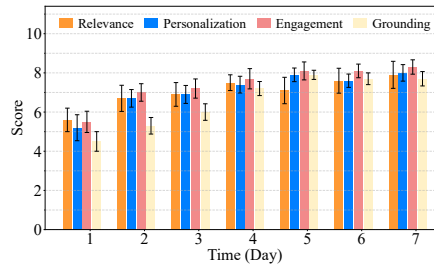 Relevance Personalization Engagement Grounding
10
8
6
4
2
0
Score
1 2 3 4 5 6 7
Time (Day)